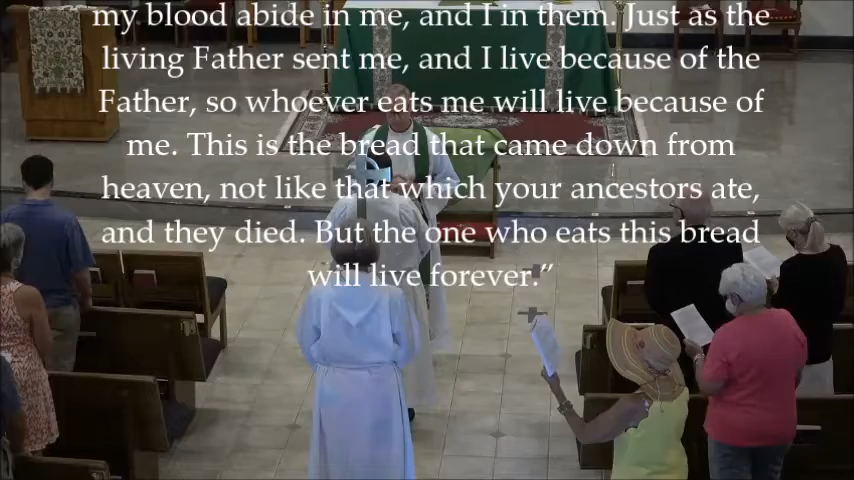 my blood abide in me, and I in them. Just as the
living Father sent me, and I live because of the
Father, so whoever eats me will live because of
me. This is the bread that came down from
heaven, not like that which your ancestors ate,
and they died. But the one who eats this bread
will live forever.”